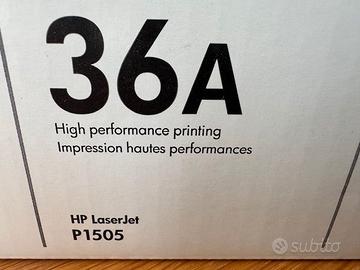 36A
High performance printing
Impression hautes performances
HP LaserJet
P1505
subito